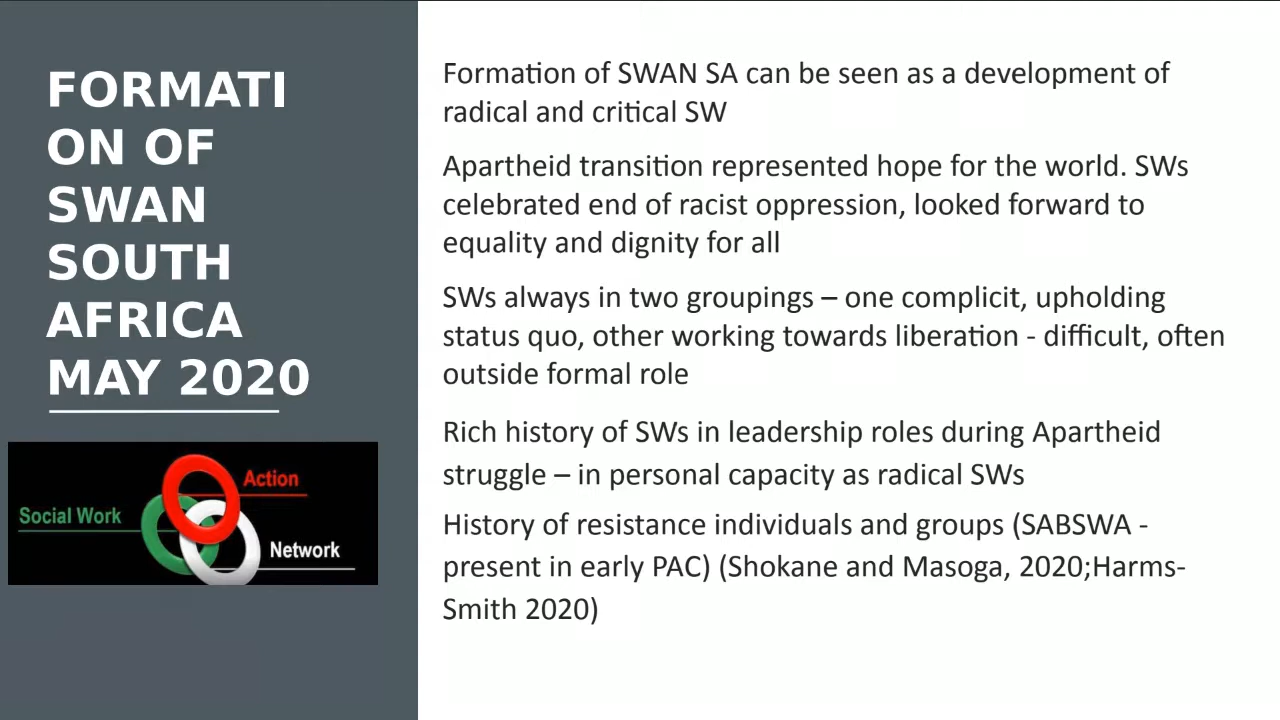 FORMATI
ON OF
SWAN
SOUTH
AFRICA
MAY 2020
Action
Social Work
Network
Formation of SWAN SA can be seen as a development of
radical and critical SW
Apartheid transition represented hope for the world. SWs
celebrated end of racist oppression, looked forward to
equality and dignity for all
SWs always in two groupings – one complicit, upholding
status quo, other working towards liberation - difficult, often
outside formal role
Rich history of SWs in leadership roles during Apartheid
struggle – in personal capacity as radical SWs
History of resistance individuals and groups (SABSWA -
present in early PAC) (Shokane and Masoga, 2020;Harms-
Smith 2020)